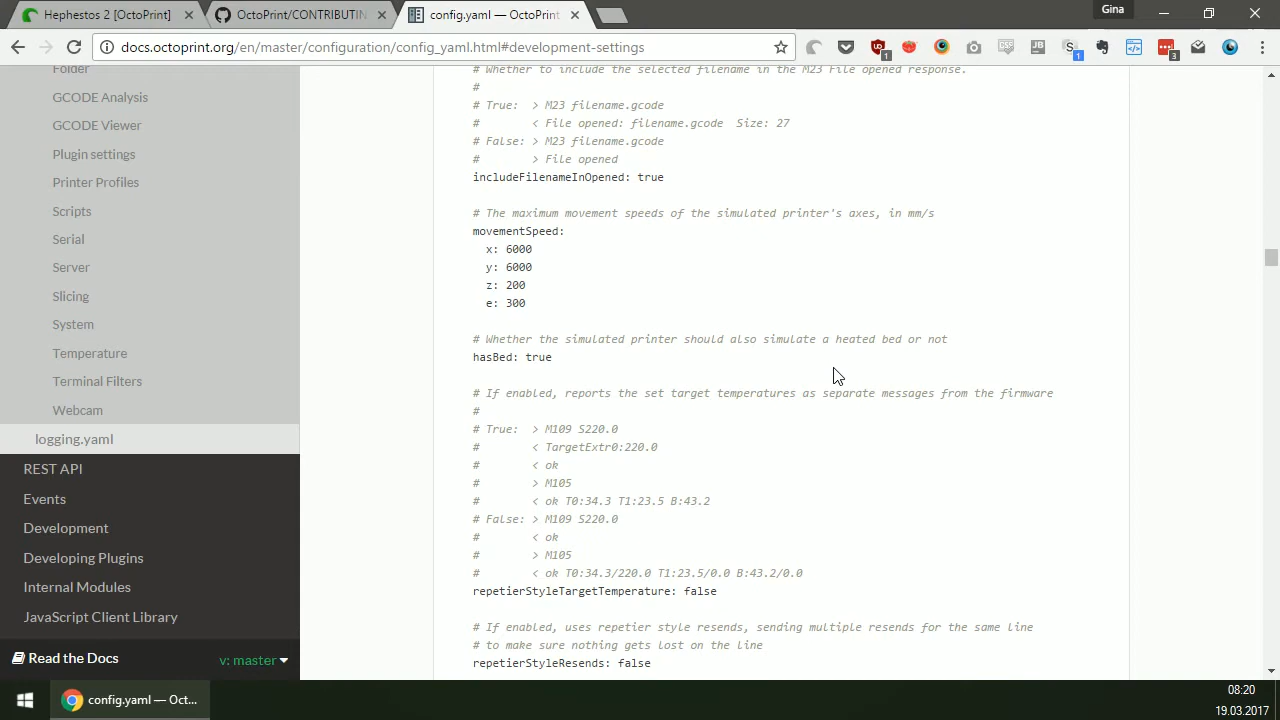 Hephestos 2 [OctoPrint]
OctoPrint/CONTRIBUTIN
config.yaml — OctoPrint
Gina
docs.octoprint.org/en/master/configuration/config_yaml.html#development-settings
1
1
3
Folder
GCODE Analysis
GCODE Viewer
Plugin settings
Printer Profiles
Scripts
Serial
Server
Slicing
System
Temperature
Terminal Filters
Webcam
logging.yaml
REST API
Events
Development
Developing Plugins
Internal Modules
JavaScript Client Library
Read the Docs
v: master
# Whether to include the selected filename in the M23 File opened response.
#
# True:  > M23 filename.gcode
#        < File opened: filename.gcode  Size: 27
# False: > M23 filename.gcode
#        > File opened
includeFilenameInOpened: true
# The maximum movement speeds of the simulated printer's axes, in mm/s
movementSpeed:
x: 6000
y: 6000
z: 200
e: 300
# Whether the simulated printer should also simulate a heated bed or not
hasBed: true
# If enabled, reports the set target temperatures as separate messages from the firmware
#
# True:  > M109 S220.0
#        < TargetExtr0:220.0
#        < ok
#        > M105
#        < ok T0:34.3 T1:23.5 B:43.2
# False: > M109 S220.0
#        < ok
#        > M105
#        < ok T0:34.3/220.0 T1:23.5/0.0 B:43.2/0.0
repetierStyleTargetTemperature: false
# If enabled, uses repetier style resends, sending multiple resends for the same line
# to make sure nothing gets lost on the line
repetierStyleResends: false
config.yaml — Oct...
08:20
19.03.2017